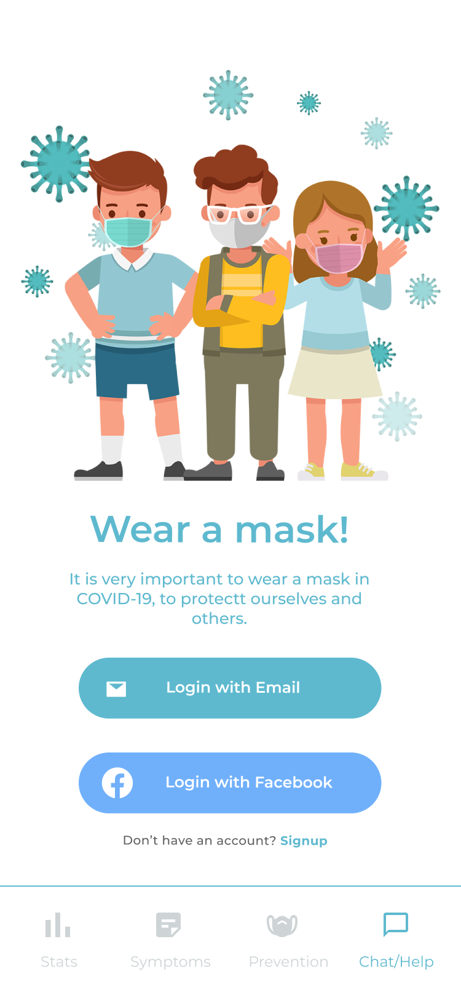 Wear a mask!
It is very important to wear a mask in
COVID-19, to protectt ourselves and
others.
Login with Email
Login with Facebook
Don’t have an account? Signup
Stats Symptoms Prevention Chat/Help